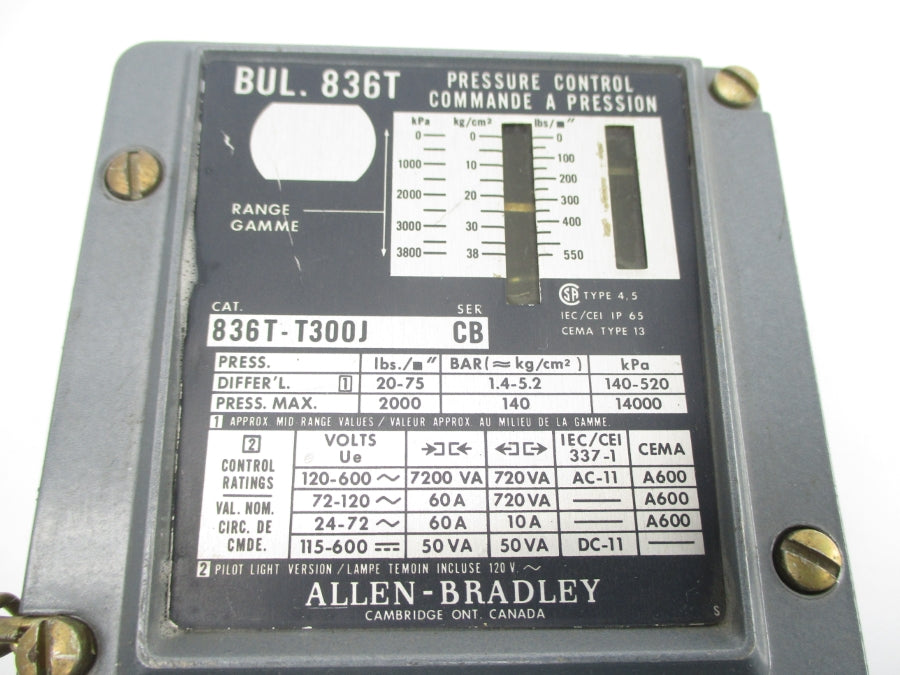 BUL. 836T
PRESSURE CONTROL
COMMANDE A PRESSION
kPa kg/cm² lbs/■″
0 0 0
1000 10 100
2000 20 200
3000 30 300
3800 38 400
550
RANGE
GAMME
SA TYPE 4, 5
IEC/CEI IP 65
CEMA TYPE 13
CAT. SER
836T-T300J CB
PRESS. lbs./■″ BAR(≈ kg/cm²) kPa
DIFFER'L. 1 20-75 1.4-5.2 140-520
PRESS. MAX. 2000 140 14000
1 APPROX. MID RANGE VALUES / VALEUR APPROX AU MILIEU DE LA GAMME.
2 CONTROL RATINGS
VAL. NOM. CIRC. DE CMDE.
VOLTS Ue IEC/CEI 337-1 CEMA
120-600 ~ 7200 VA 720 VA AC-11 A600
72-120 ~ 60 A 720 VA — A600
24-72 ~ 60 A 10 A — A600
115-600 ⎓ 50 VA 50 VA DC-11 —
2 PILOT LIGHT VERSION / LAMPE TEMOIN INCLUSE 120 V. ~
ALLEN-BRADLEY
CAMBRIDGE ONT. CANADA
S